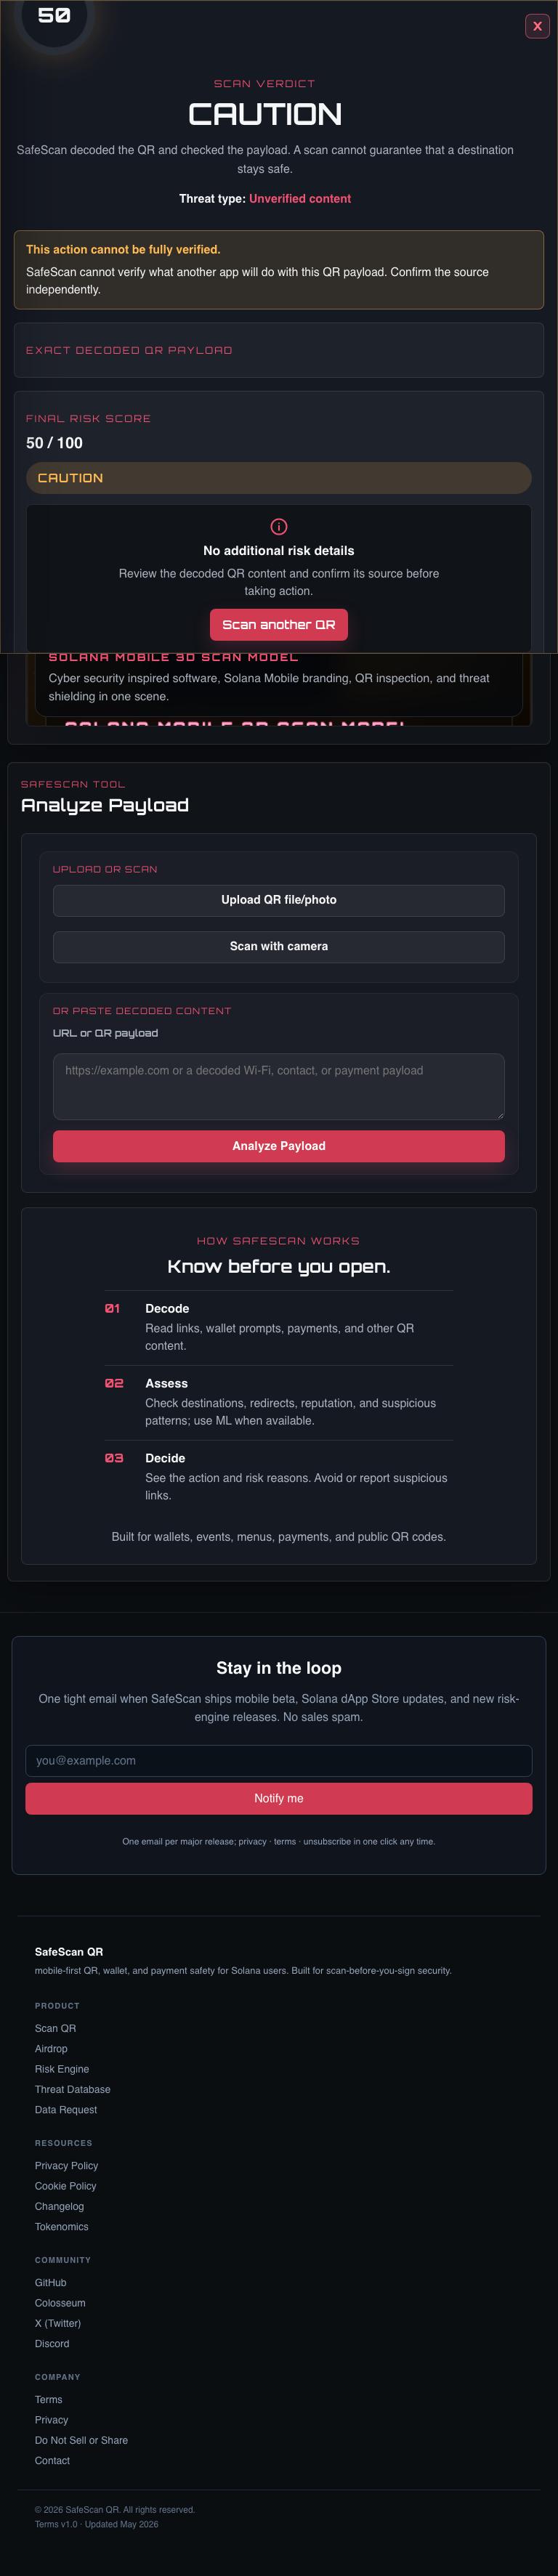 50
X
SCAN VERDICT
CAUTION
SafeScan decoded the QR and checked the payload. A scan cannot guarantee that a destination
stays safe.
Threat type: Unverified content
This action cannot be fully verified.
SafeScan cannot verify what another app will do with this QR payload. Confirm the source
independently.
EXACT DECODED QR PAYLOAD
FINAL RISK SCORE
50 / 100
CAUTION
No additional risk details
Review the decoded QR content and confirm its source before
taking action.
Scan another QR
SOLANA MOBILE 3D SCAN MODEL
Cyber security inspired software, Solana Mobile branding, QR inspection, and threat
shielding in one scene.
SOLANA MOBILE QR SCAN MODEL
SAFESCAN TOOL
Analyze Payload
UPLOAD OR SCAN
Upload QR file/photo
Scan with camera
OR PASTE DECODED CONTENT
URL or QR payload
https://example.com or a decoded Wi-Fi, contact, or payment payload
Analyze Payload
HOW SAFESCAN WORKS
Know before you open.
01 Decode
Read links, wallet prompts, payments, and other QR
content.
02 Assess
Check destinations, redirects, reputation, and suspicious
patterns; use ML when available.
03 Decide
See the action and risk reasons. Avoid or report suspicious
links.
Built for wallets, events, menus, payments, and public QR codes.
Stay in the loop
One tight email when SafeScan ships mobile beta, Solana dApp Store updates, and new risk-
engine releases. No sales spam.
you@example.com
Notify me
One email per major release; privacy · terms · unsubscribe in one click any time.
SafeScan QR
mobile-first QR, wallet, and payment safety for Solana users. Built for scan-before-you-sign security.
PRODUCT
Scan QR
Airdrop
Risk Engine
Threat Database
Data Request
RESOURCES
Privacy Policy
Cookie Policy
Changelog
Tokenomics
COMMUNITY
GitHub
Colosseum
X (Twitter)
Discord
COMPANY
Terms
Privacy
Do Not Sell or Share
Contact
© 2026 SafeScan QR. All rights reserved.
Terms v1.0 · Updated May 2026